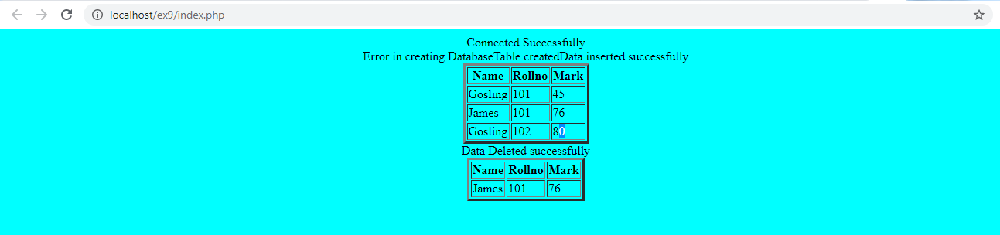 localhost/ex9/index.php
Connected Successfully
Error in creating DatabaseTable createdData inserted successfully
Name Rollno Mark
Gosling 101 45
James 101 76
Gosling 102 80
Data Deleted successfully
Name Rollno Mark
James 101 76